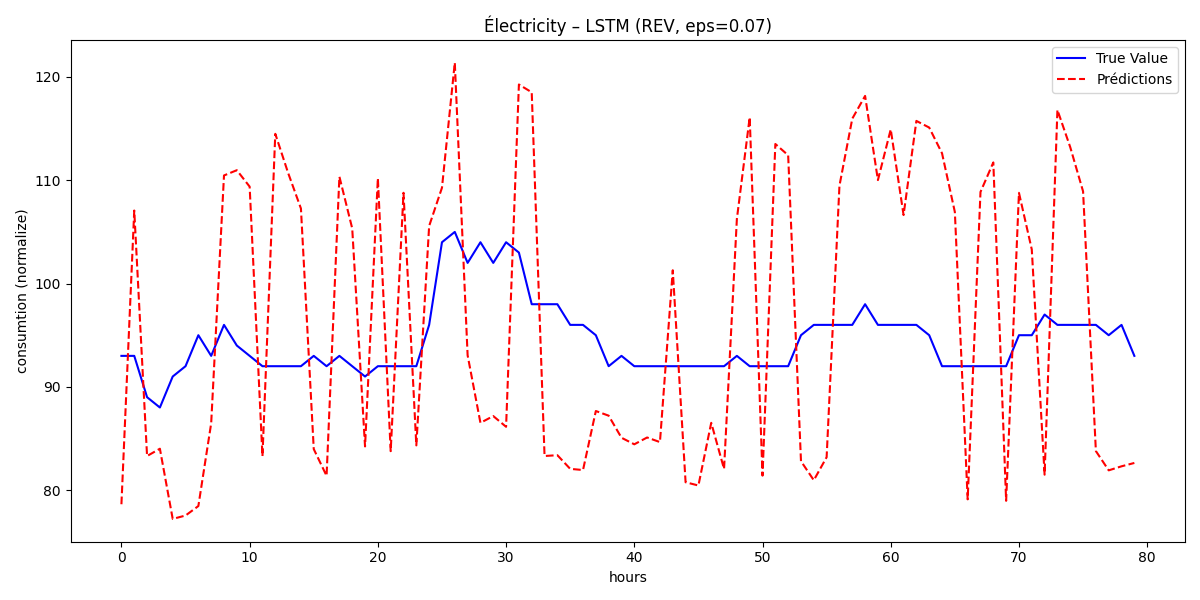 Électricity – LSTM (REV, eps=0.07)
True Value
Prédictions
consumtion (normalize)
120
110
100
90
80
0 10 20 30 40 50 60 70 80
hours